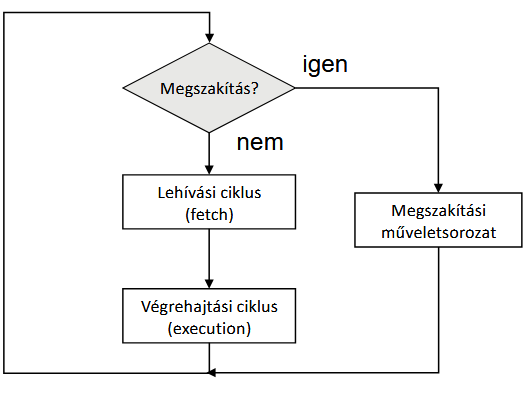 Megszakítás?
igen
nem
Lehívási ciklus
(fetch)
Megszakítási
műveletsorozat
Végrehajtási ciklus
(execution)